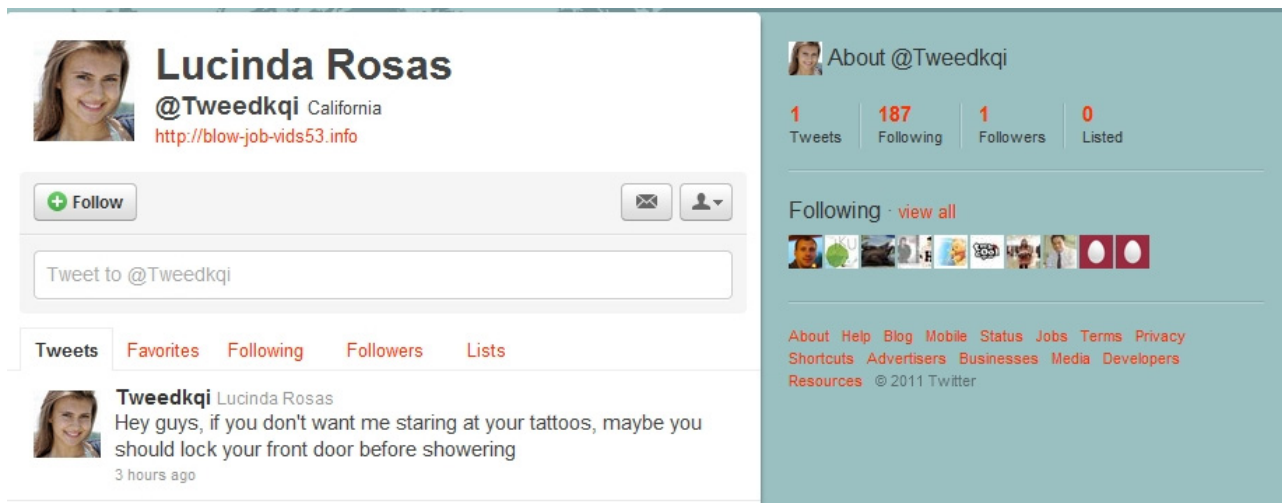 Lucinda Rosas
@Tweedkqi California
http://blow-job-vids53.info
Follow
Tweet to @Tweedkqi
Tweets Favorites Following Followers Lists
Tweedkqi Lucinda Rosas
Hey guys, if you don't want me staring at your tattoos, maybe you
should lock your front door before showering
3 hours ago
About @Tweedkqi
1 187 1 0
Tweets Following Followers Listed
Following · view all
About Help Blog Mobile Status Jobs Terms Privacy
Shortcuts Advertisers Businesses Media Developers
Resources © 2011 Twitter